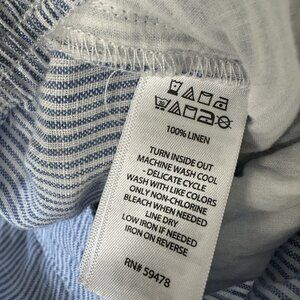 100% LINEN
TURN INSIDE OUT
MACHINE WASH COOL
- DELICATE CYCLE
WASH WITH LIKE COLORS
ONLY NON-CHLORINE
BLEACH WHEN NEEDED
LINE DRY
LOW IRON IF NEEDED
IRON ON REVERSE
RN# 59478